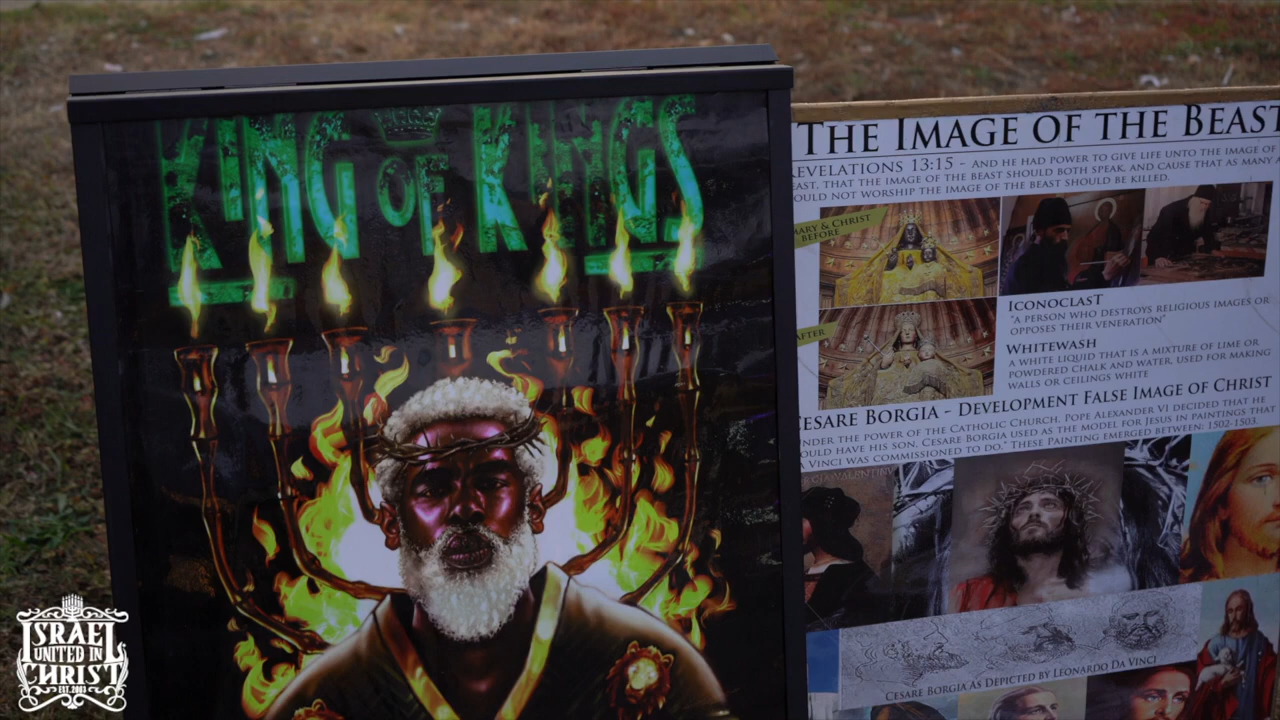 KING OF KINGS
THE IMAGE OF THE BEAST
REVELATIONS 13:15 - AND HE HAD POWER TO GIVE LIFE UNTO THE IMAGE OF
EAST, THAT THE IMAGE OF THE BEAST SHOULD BOTH SPEAK, AND CAUSE THAT AS MANY A
OULD NOT WORSHIP THE IMAGE OF THE BEAST SHOULD BE KILLED.
MARY & CHRIST
BEFORE
AFTER
ICONOCLAST
"A PERSON WHO DESTROYS RELIGIOUS IMAGES OR
OPPOSES THEIR VENERATION"
WHITEWASH
A WHITE LIQUID THAT IS A MIXTURE OF LIME OR
POWDERED CHALK AND WATER, USED FOR MAKING
WALLS OR CEILINGS WHITE
CESARE BORGIA - DEVELOPMENT FALSE IMAGE OF CHRIST
UNDER THE POWER OF THE CATHOLIC CHURCH, POPE ALEXANDER VI DECIDED THAT HE
OULD HAVE HIS SON, CESARE BORGIA USED AS THE MODEL FOR JESUS IN PAINTINGS THAT
VINCI WAS COMMISSIONED TO DO." THESE PAINTING EMERGED BETWEEN: 1502-1503.
CESARE BORGIA AS DEPICTED BY LEONARDO DA VINCI
ISRAEL
UNITED IN
CHRIST
EST. 2003